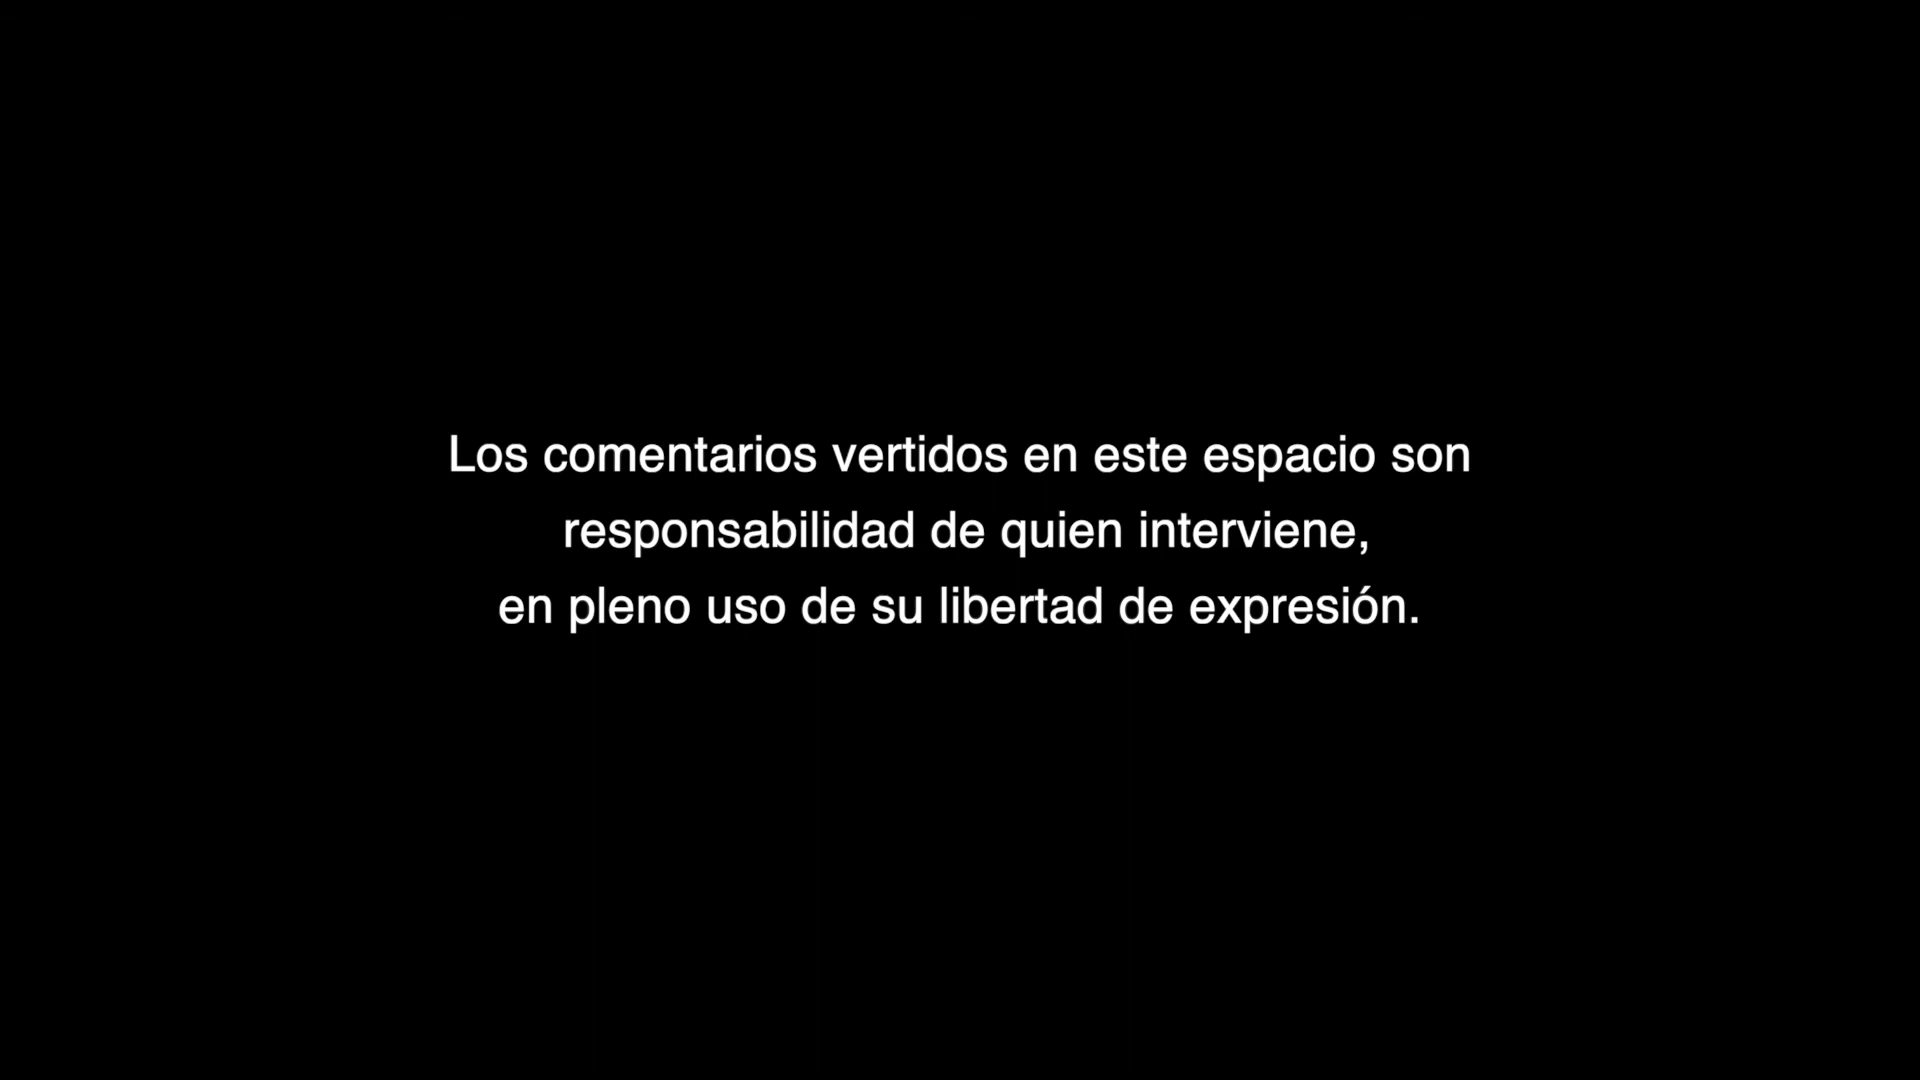 Los comentarios vertidos en este espacio son
responsabilidad de quien interviene,
en pleno uso de su libertad de expresión.